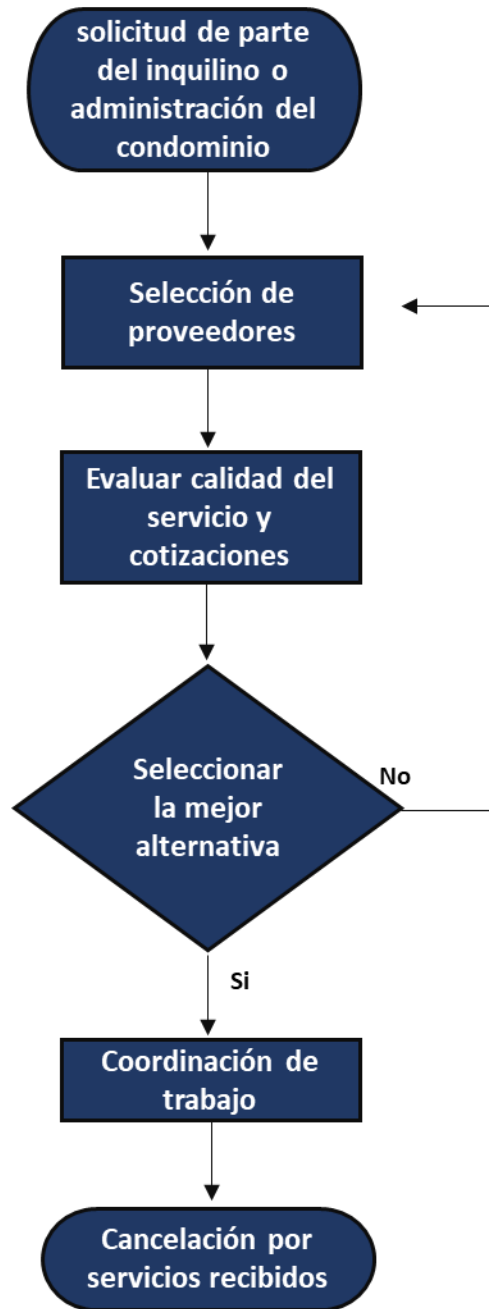 solicitud de parte
del inquilino o
administración del
condominio
Selección de
proveedores
Evaluar calidad del
servicio y
cotizaciones
Seleccionar
la mejor
alternativa
No
Si
Coordinación de
trabajo
Cancelación por
servicios recibidos